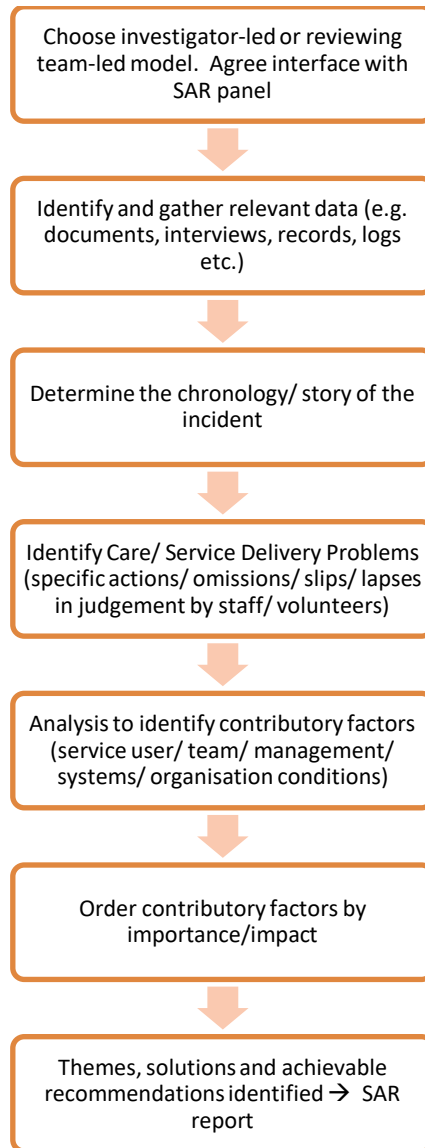 Choose investigator-led or reviewing
team-led model.  Agree interface with
SAR panel
Identify and gather relevant data (e.g.
documents, interviews, records, logs
etc.)
Determine the chronology/ story of the
incident
Identify Care/ Service Delivery Problems
(specific actions/ omissions/ slips/ lapses
in judgement by staff/ volunteers)
Analysis to identify contributory factors
(service user/ team/ management/
systems/ organisation conditions)
Order contributory factors by
importance/impact
Themes, solutions and achievable
recommendations identified → SAR
report